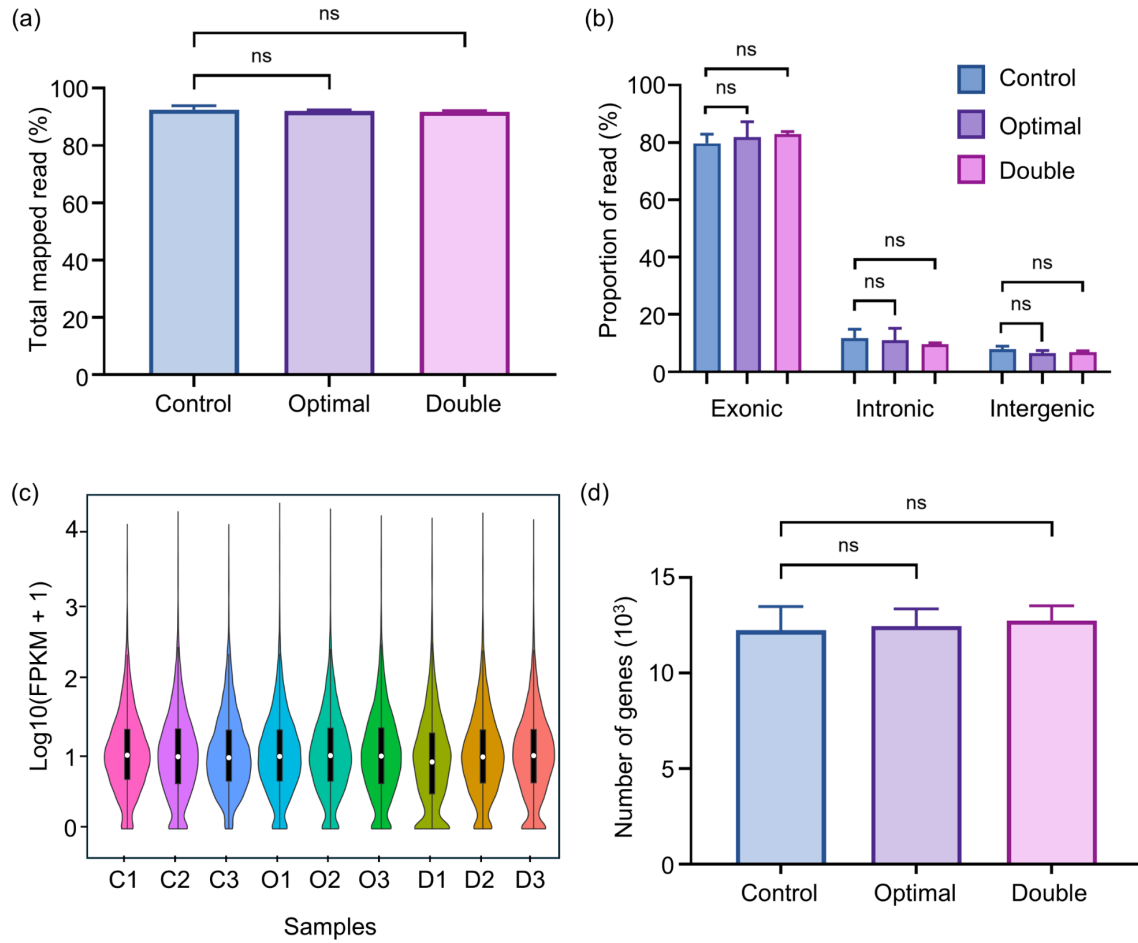 (a)
ns
ns
Total mapped read (%)
100
80
60
40
20
0
Control Optimal Double
(b)
ns
ns
ns
ns
ns
ns
Control
Optimal
Double
Proportion of read (%)
100
80
60
40
20
0
Exonic Intronic Intergenic
(c)
Log10(FPKM + 1)
4
3
2
1
0
C1 C2 C3 O1 O2 O3 D1 D2 D3
Samples
(d)
ns
ns
Number of genes (10³)
15
10
5
0
Control Optimal Double